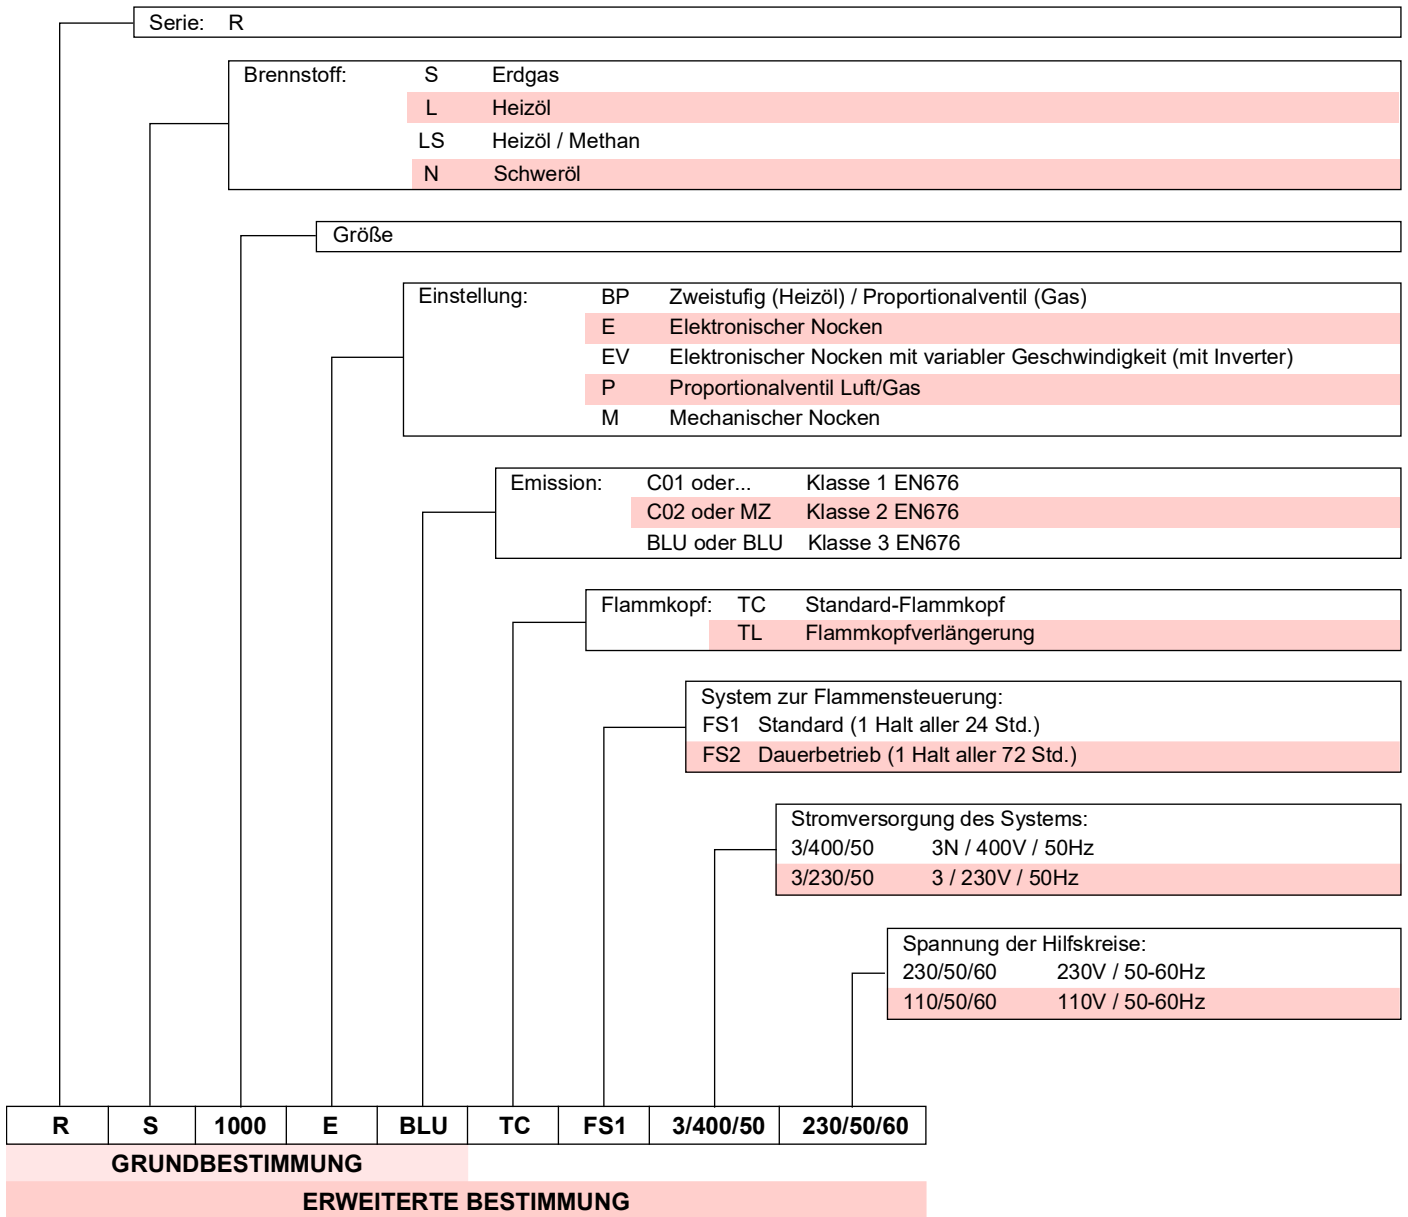 Serie: R
Brennstoff: S Erdgas
L Heizöl
LS Heizöl / Methan
N Schweröl
Größe
Einstellung: BP Zweistufig (Heizöl) / Proportionalventil (Gas)
E Elektronischer Nocken
EV Elektronischer Nocken mit variabler Geschwindigkeit (mit Inverter)
P Proportionalventil Luft/Gas
M Mechanischer Nocken
Emission: C01 oder... Klasse 1 EN676
C02 oder MZ Klasse 2 EN676
BLU oder BLU Klasse 3 EN676
Flammkopf: TC Standard-Flammkopf
TL Flammkopfverlängerung
System zur Flammensteuerung:
FS1 Standard (1 Halt aller 24 Std.)
FS2 Dauerbetrieb (1 Halt aller 72 Std.)
Stromversorgung des Systems:
3/400/50 3N / 400V / 50Hz
3/230/50 3 / 230V / 50Hz
Spannung der Hilfskreise:
230/50/60 230V / 50-60Hz
110/50/60 110V / 50-60Hz
R S 1000 E BLU TC FS1 3/400/50 230/50/60
GRUNDBESTIMMUNG
ERWEITERTE BESTIMMUNG